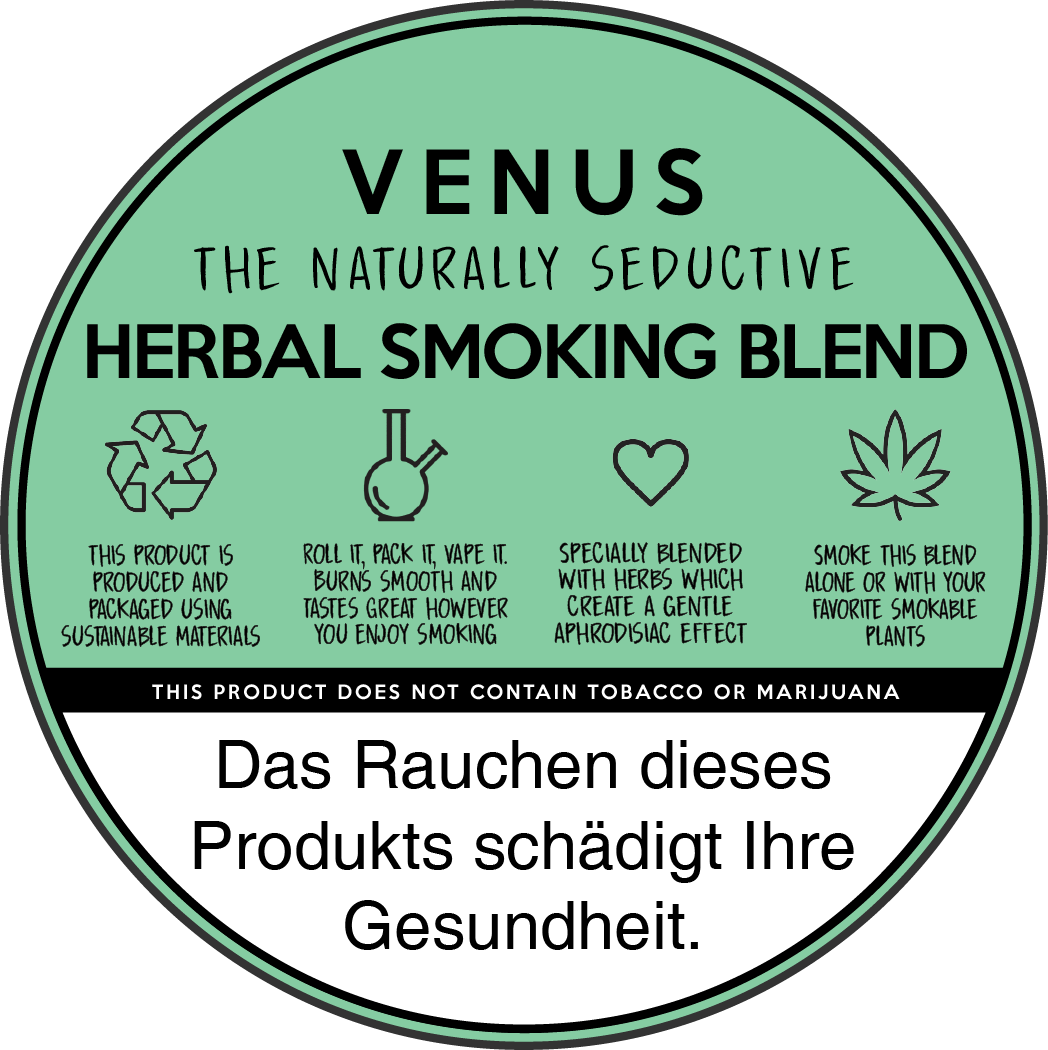 VENUS
THE NATURALLY SEDUCTIVE
HERBAL SMOKING BLEND
THIS PRODUCT IS
PRODUCED AND
PACKAGED USING
SUSTAINABLE MATERIALS
ROLL IT, PACK IT, VAPE IT.
BURNS SMOOTH AND
TASTES GREAT HOWEVER
YOU ENJOY SMOKING
SPECIALLY BLENDED
WITH HERBS WHICH
CREATE A GENTLE
APHRODISIAC EFFECT
SMOKE THIS BLEND
ALONE OR WITH YOUR
FAVORITE SMOKABLE
PLANTS
THIS PRODUCT DOES NOT CONTAIN TOBACCO OR MARIJUANA
Das Rauchen dieses
Produkts schädigt Ihre
Gesundheit.